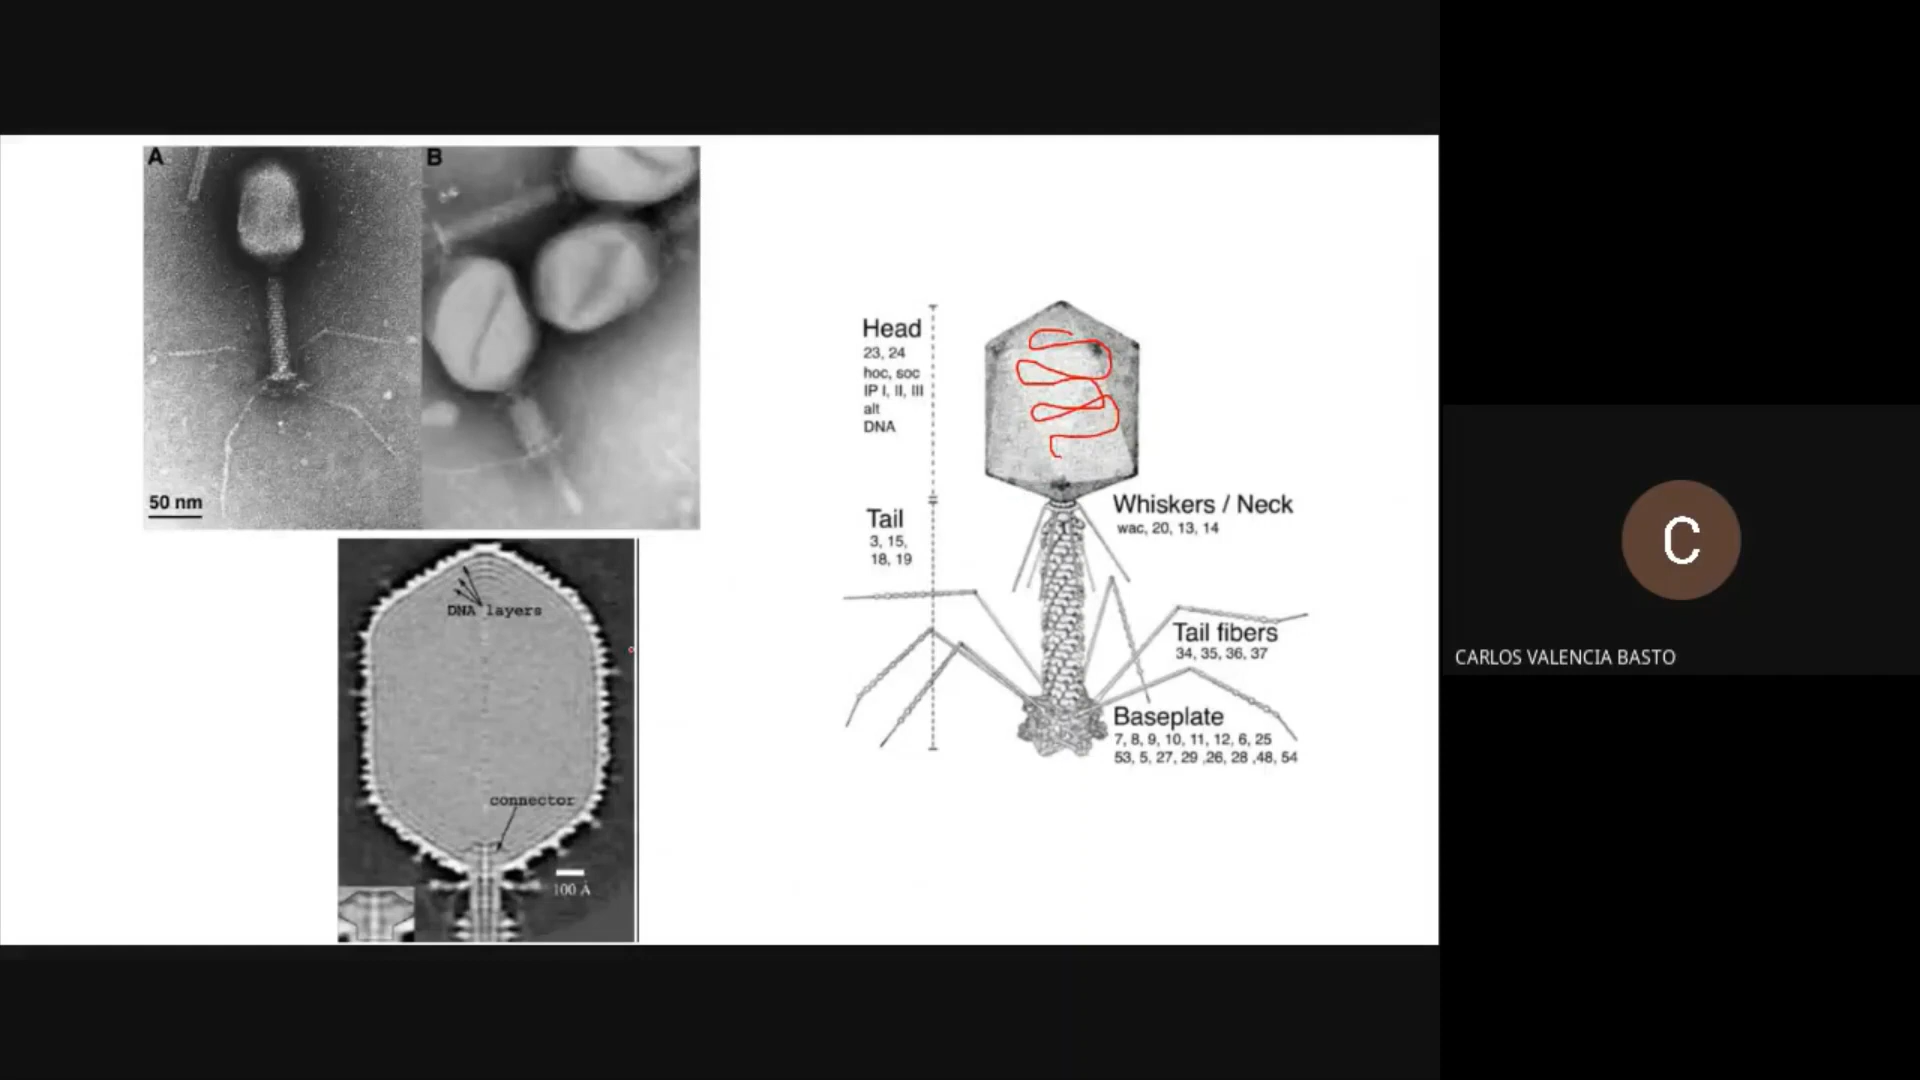 A
B
50 nm
DNA layers
connector
100 Å
Head
23, 24
hoc, soc
IP I, II, III
alt
DNA
Tail
3, 15,
18, 19
Whiskers / Neck
wac, 20, 13, 14
Tail fibers
34, 35, 36, 37
Baseplate
7, 8, 9, 10, 11, 12, 6, 25
53, 5, 27, 29 ,26, 28 ,48, 54
C
CARLOS VALENCIA BASTO